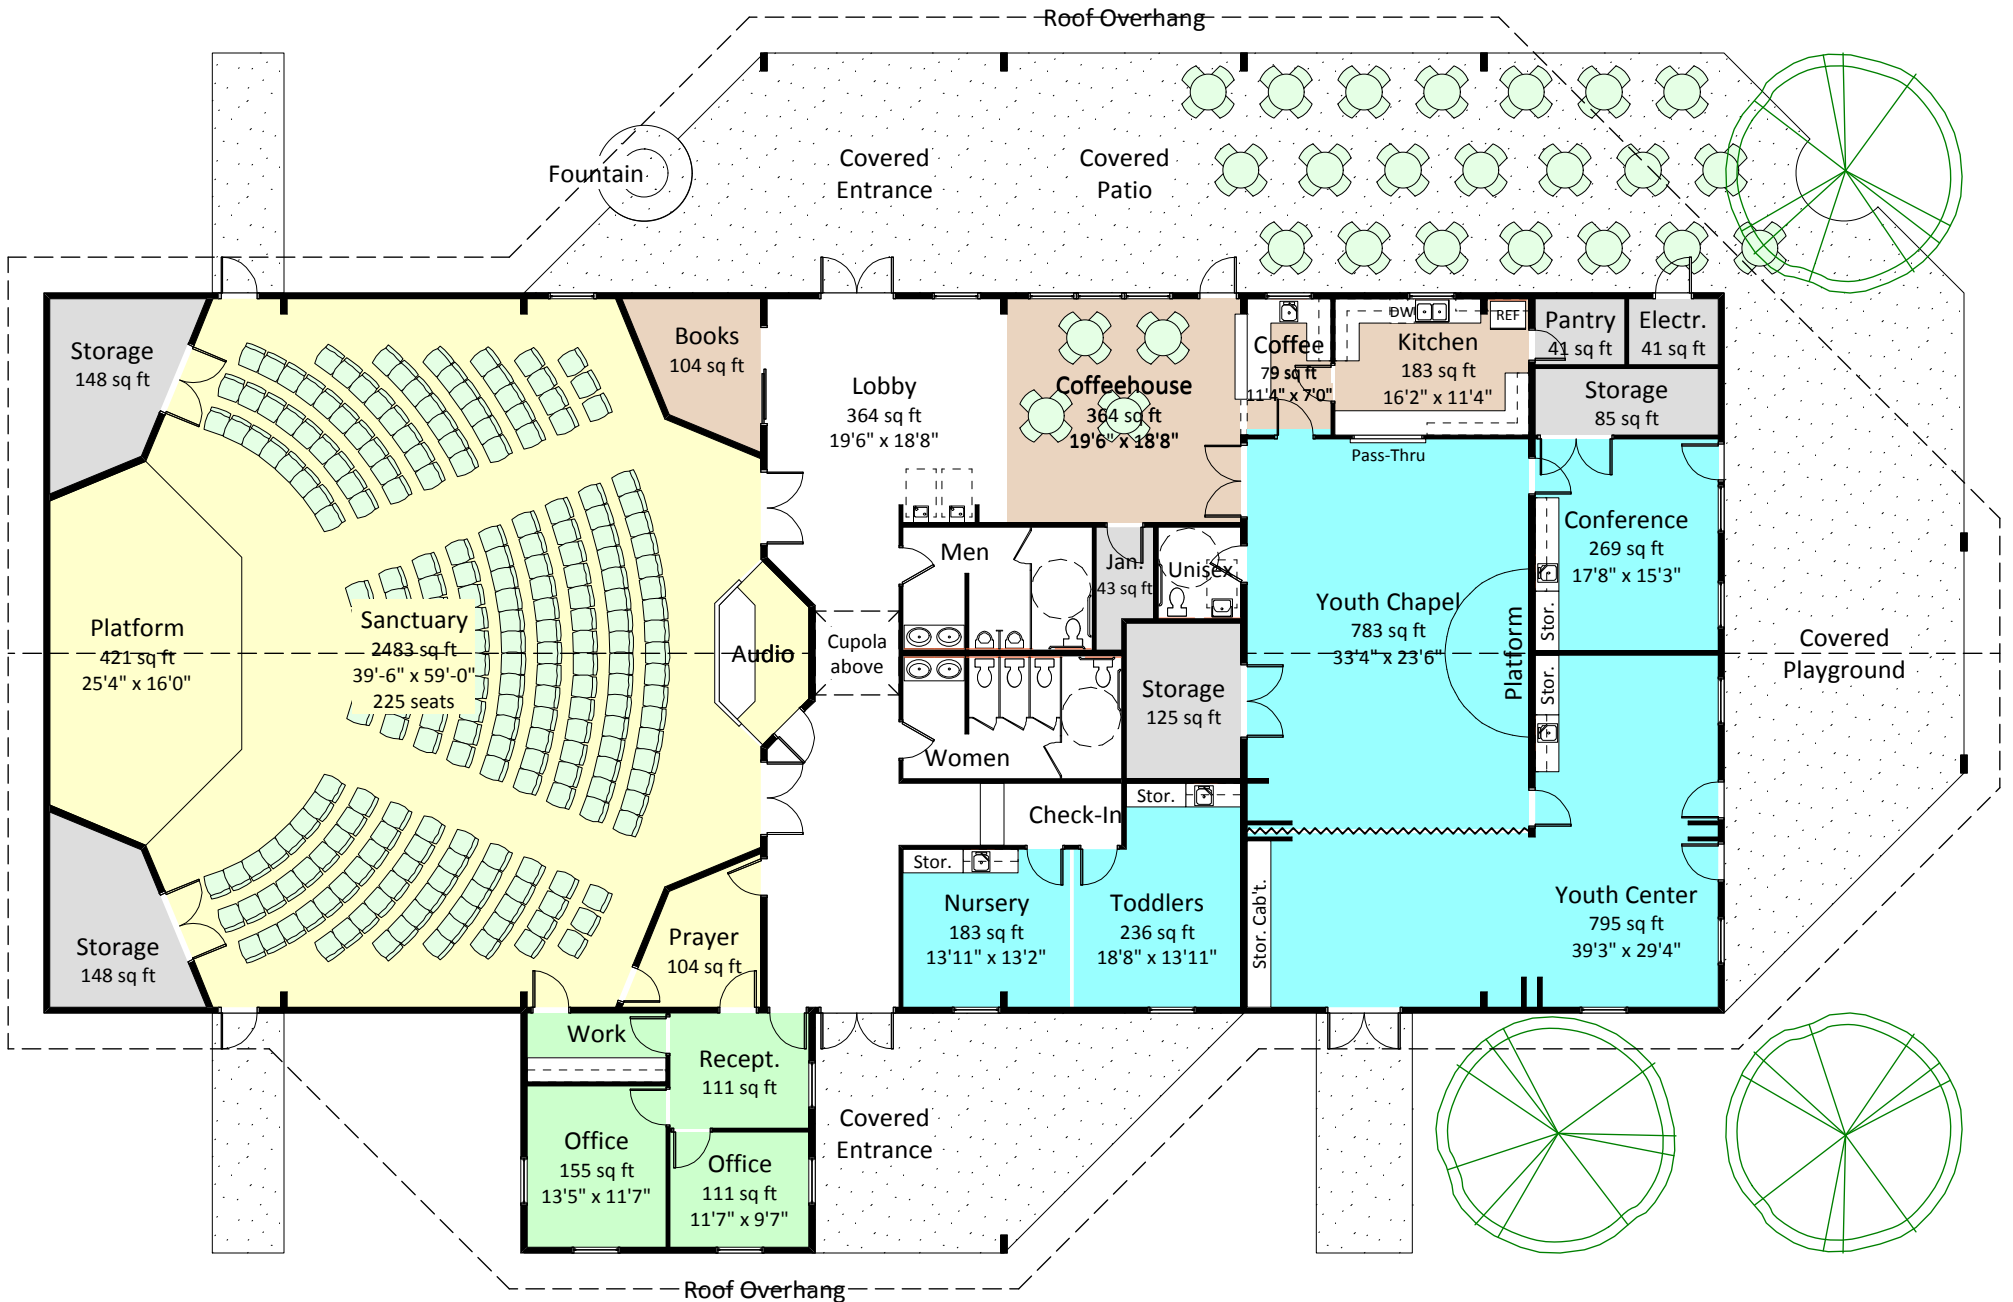 Roof Overhang
Fountain
Covered
Entrance
Covered
Patio
Storage
148 sq ft
Books
104 sq ft
Lobby
364 sq ft
19'6" x 18'8"
Coffeehouse
364 sq ft
19'6" x 18'8"
Coffee
79 sq ft
11'4" x 7'0"
DW
REF
Kitchen
183 sq ft
16'2" x 11'4"
Pass-Thru
Pantry
41 sq ft
Electr.
41 sq ft
Storage
85 sq ft
Men
Jan.
43 sq ft
Unisex
Conference
269 sq ft
17'8" x 15'3"
Stor.
Platform
421 sq ft
25'4" x 16'0"
Sanctuary
2483 sq ft
39'-6" x 59'-0"
225 seats
Audio
Cupola
above
Youth Chapel
783 sq ft
33'4" x 23'6"
Platform
Covered
Playground
Stor.
Storage
125 sq ft
Women
Check-In
Stor.
Stor.
Nursery
183 sq ft
13'11" x 13'2"
Toddlers
236 sq ft
18'8" x 13'11"
Stor. Cab't.
Youth Center
795 sq ft
39'3" x 29'4"
Storage
148 sq ft
Prayer
104 sq ft
Work
Recept.
111 sq ft
Office
155 sq ft
13'5" x 11'7"
Office
111 sq ft
11'7" x 9'7"
Covered
Entrance
Roof Overhang